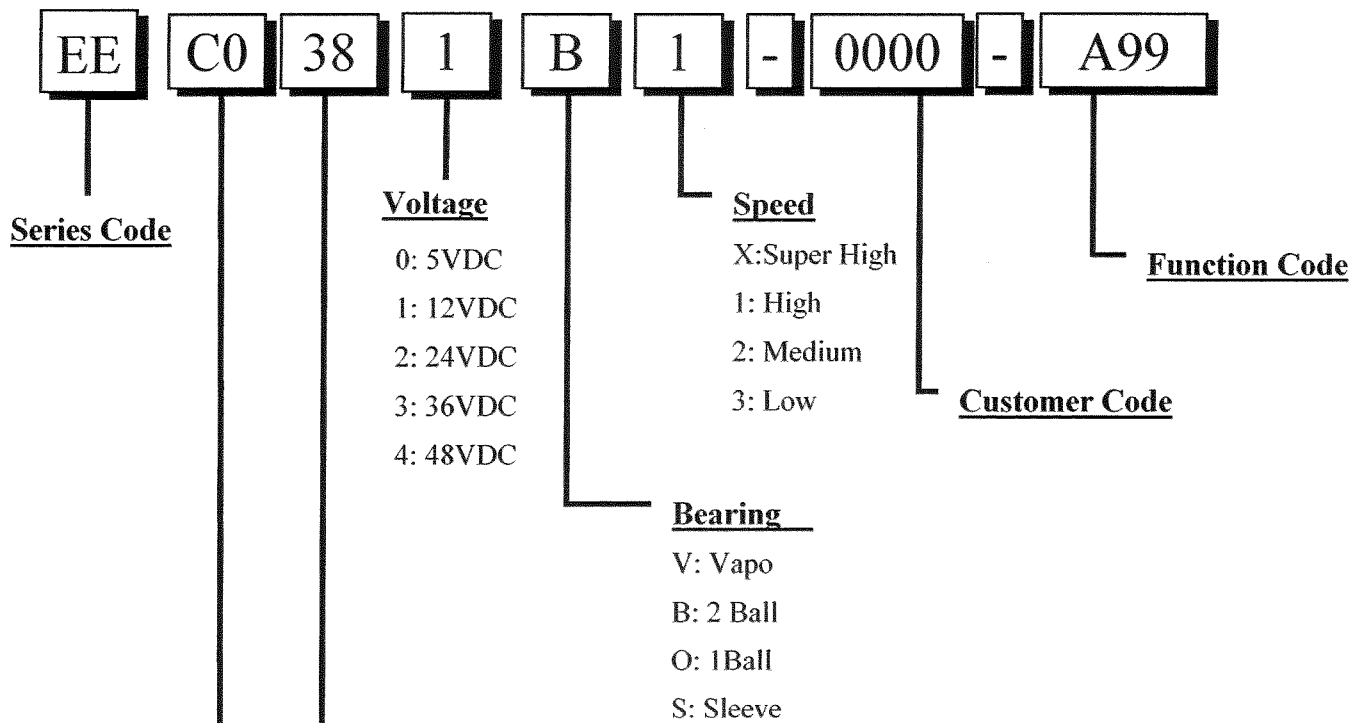 EE C0 38 1 B 1 - 0000 - A99
Series Code
Voltage
0: 5VDC
1: 12VDC
2: 24VDC
3: 36VDC
4: 48VDC
Speed
X:Super High
1: High
2: Medium
3: Low
Function Code
Customer Code
Bearing
V: Vapo
B: 2 Ball
O: 1Ball
S: Sleeve